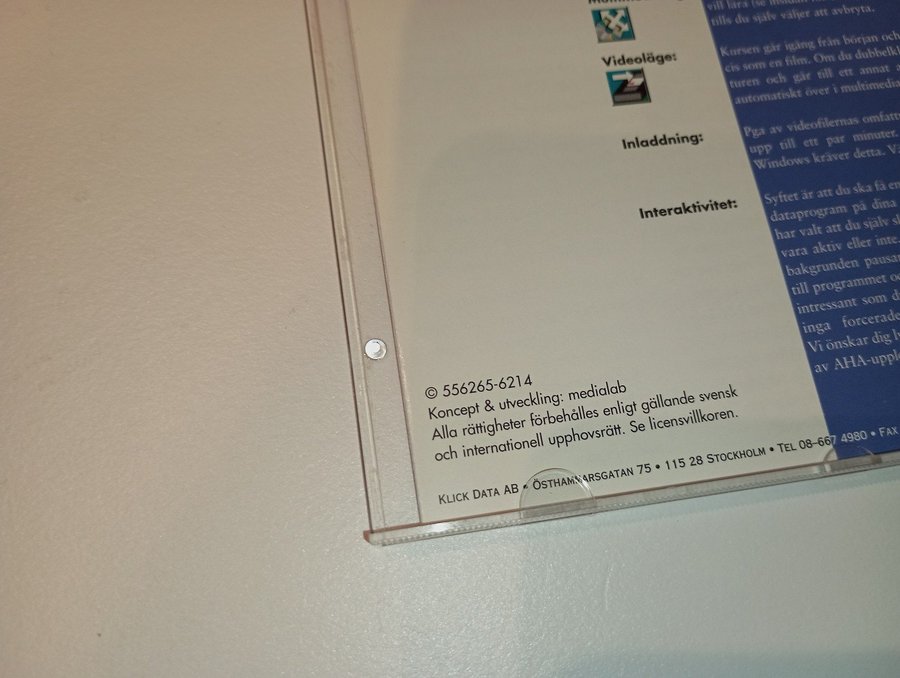 vill lära
tills du själv väljer att avbryta.
Videoläge:
Kursen går igång från början och
cis som en film. Om du dubbelkl
turen och går till ett annat
automatiskt över i multimedia
Inladdning:
Pga av videofilernas omfatt
upp till ett par minuter.
Windows kräver detta. V
Interaktivitet:
Syftet är att du ska få en
dataprogram på dina
har valt att du själv s
vara aktiv eller inte.
bakgrunden pausa
till programmet o
intressant som d
inga forcerade
Vi önskar dig l
av AHA-upple
© 556265-6214
Koncept & utveckling: medialab
Alla rättigheter förbehålles enligt gällande svensk
och internationell upphovsrätt. Se licensvillkoren.
KLICK DATA AB • ÖSTHAMMARSGATAN 75 • 115 28 STOCKHOLM • TEL 08-667 4980 • FAX